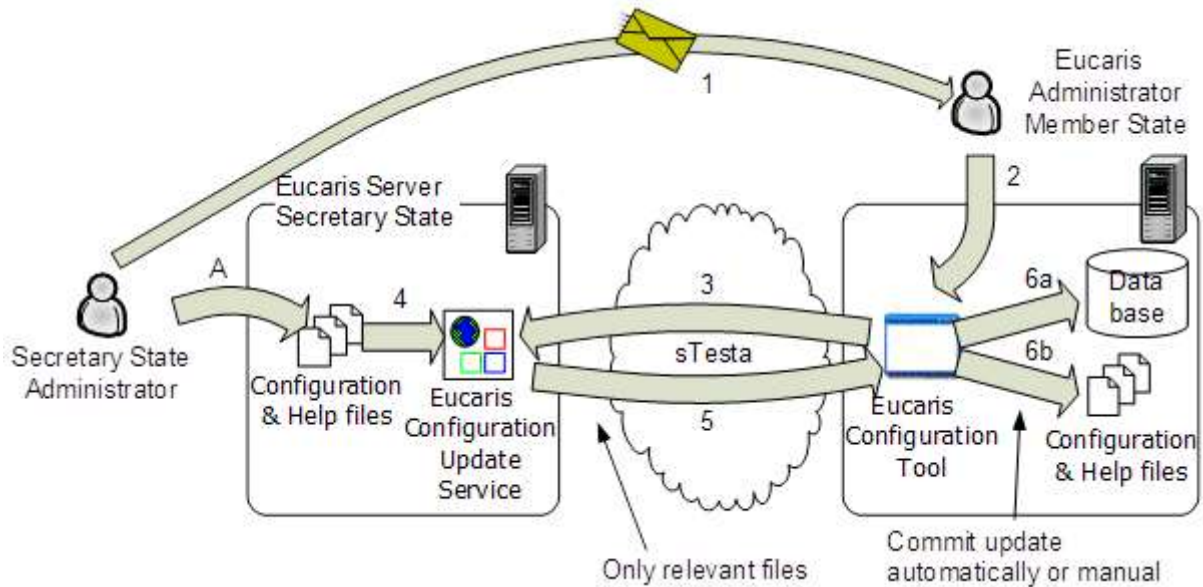 1
Eucaris
Administrator
Member State
2
Eucaris Server
Secretary State
A
4
3
6a
Data
base
sTesta
6b
Secretary State
Administrator
Configuration
& Help files
Eucaris
Configuration
Update
Service
5
Eucaris
Configuration
Tool
Configuration
& Help files
Only relevant files
Commit update
automatically or manual